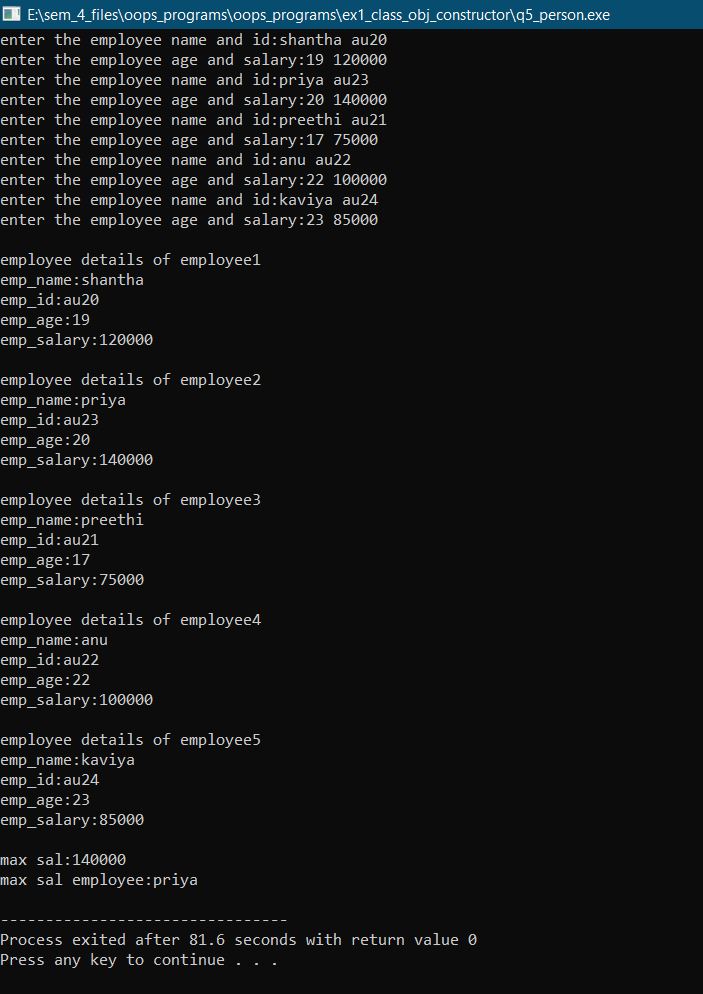 E:\sem_4_files\oops_programs\oops_programs\ex1_class_obj_constructor\q5_person.exe
enter the employee name and id:shantha au20
enter the employee age and salary:19 120000
enter the employee name and id:priya au23
enter the employee age and salary:20 140000
enter the employee name and id:preethi au21
enter the employee age and salary:17 75000
enter the employee name and id:anu au22
enter the employee age and salary:22 100000
enter the employee name and id:kaviya au24
enter the employee age and salary:23 85000
employee details of employee1
emp_name:shantha
emp_id:au20
emp_age:19
emp_salary:120000
employee details of employee2
emp_name:priya
emp_id:au23
emp_age:20
emp_salary:140000
employee details of employee3
emp_name:preethi
emp_id:au21
emp_age:17
emp_salary:75000
employee details of employee4
emp_name:anu
emp_id:au22
emp_age:22
emp_salary:100000
employee details of employee5
emp_name:kaviya
emp_id:au24
emp_age:23
emp_salary:85000
max sal:140000
max sal employee:priya
--------------------------------
Process exited after 81.6 seconds with return value 0
Press any key to continue . . .